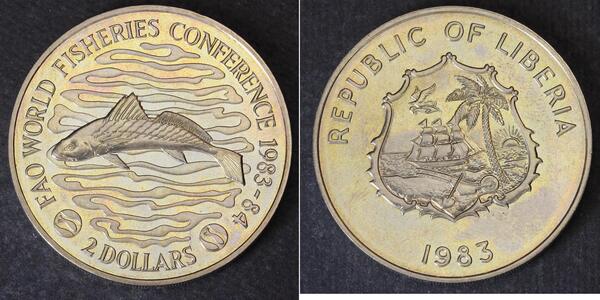 FAO WORLD FISHERIES CONFERENCE 1983-84
2 DOLLARS
REPUBLIC OF LIBERIA
1983